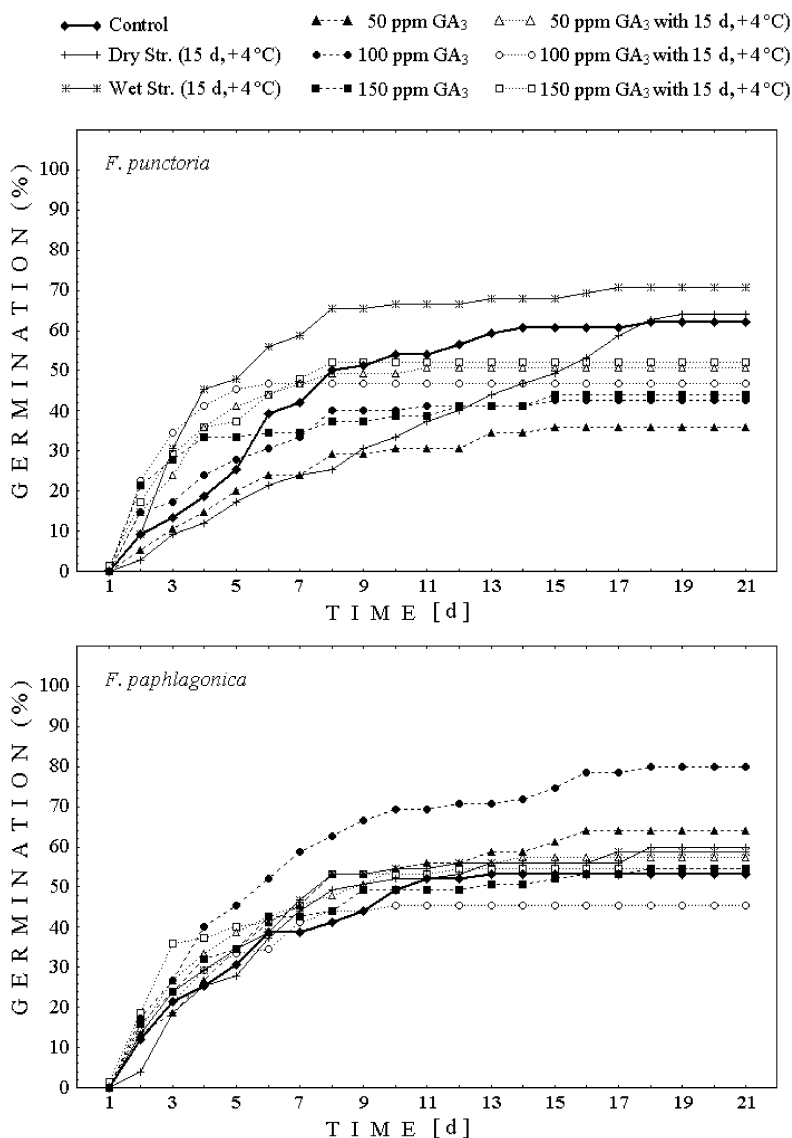 Control
Dry Str. (15 d,+4 °C)
Wet Str. (15 d,+4 °C)
50 ppm GA3
100 ppm GA3
150 ppm GA3
50 ppm GA3 with 15 d, +4 °C)
100 ppm GA3 with 15 d, +4 °C)
150 ppm GA3 with 15 d, +4 °C)
F. punctoria
GERMINATION (%)
100
90
80
70
60
50
40
30
20
10
0
1 3 5 7 9 11 13 15 17 19 21
TIME [d]
F. paphlagonica
GERMINATION (%)
100
90
80
70
60
50
40
30
20
10
0
1 3 5 7 9 11 13 15 17 19 21
TIME [d]